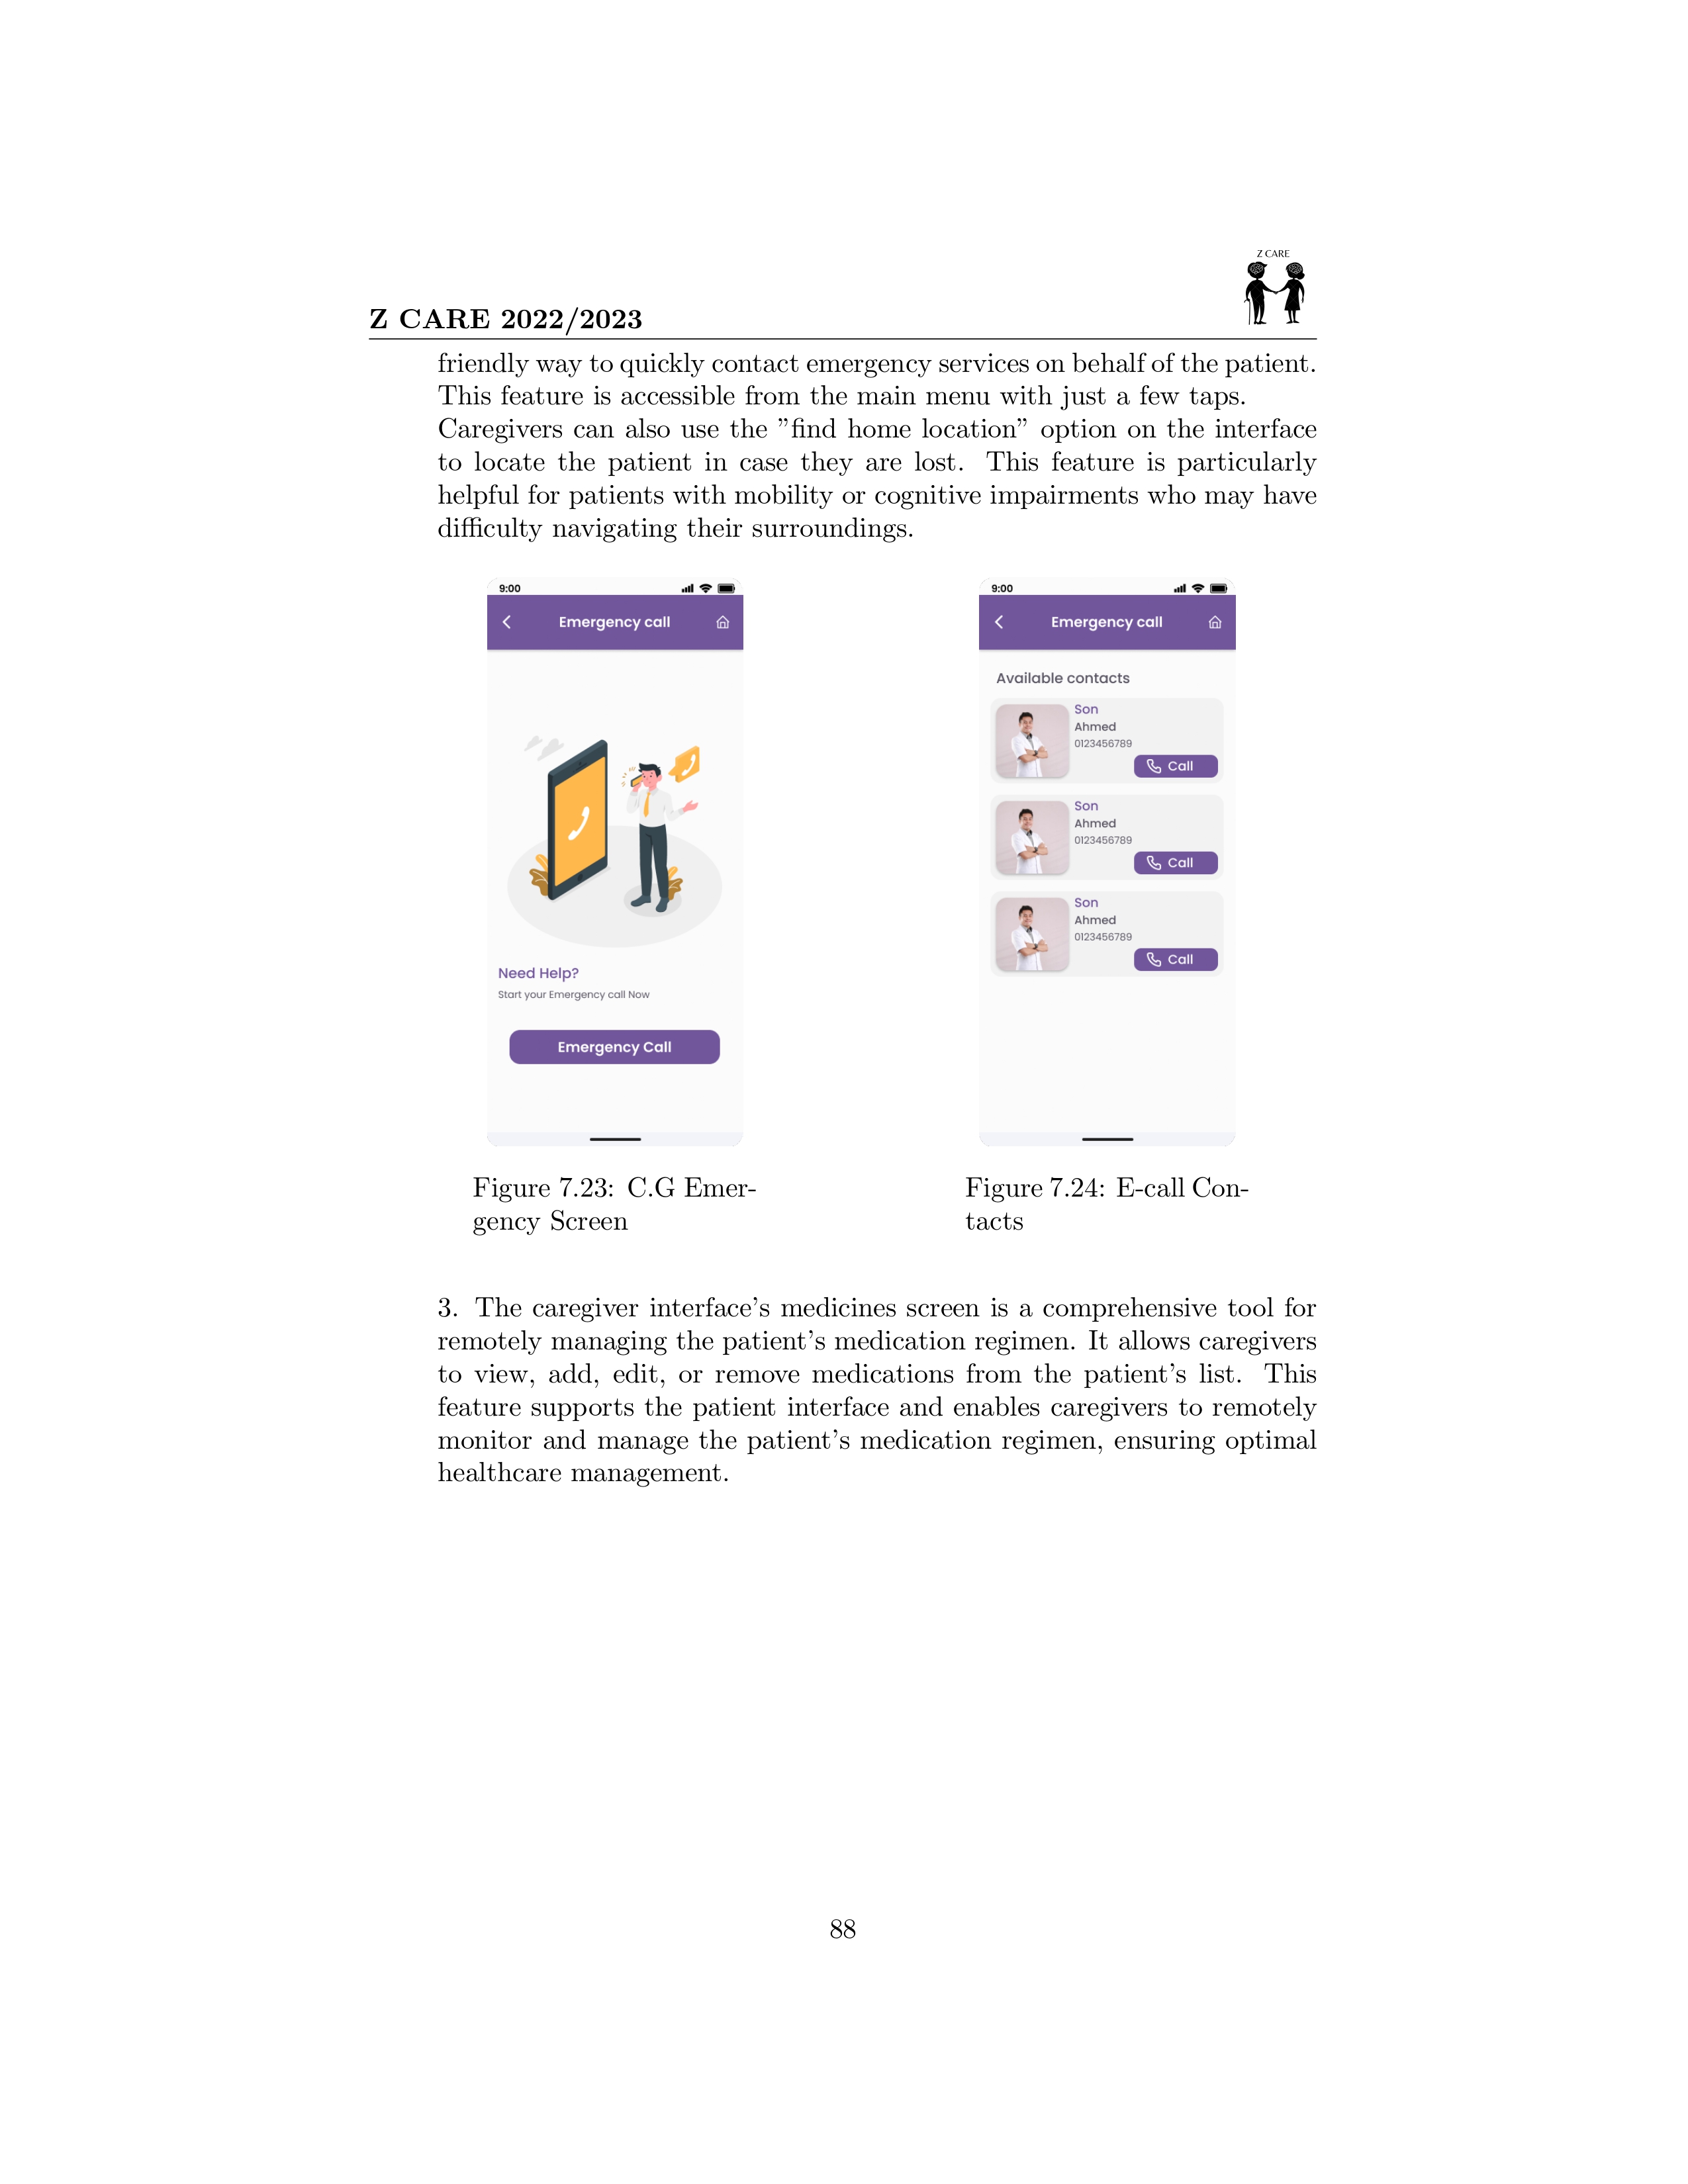 Z CARE
Z CARE 2022/2023
friendly way to quickly contact emergency services on behalf of the patient.
This feature is accessible from the main menu with just a few taps.
Caregivers can also use the ”find home location” option on the interface
to locate the patient in case they are lost. This feature is particularly
helpful for patients with mobility or cognitive impairments who may have
difficulty navigating their surroundings.
9:00
Emergency call
Need Help?
Start your Emergency call Now
Emergency Call
Figure 7.23: C.G Emer-
gency Screen
9:00
Emergency call
Available contacts
Son
Ahmed
0123456789
Call
Son
Ahmed
0123456789
Call
Son
Ahmed
0123456789
Call
Figure 7.24: E-call Con-
tacts
3. The caregiver interface’s medicines screen is a comprehensive tool for
remotely managing the patient’s medication regimen. It allows caregivers
to view, add, edit, or remove medications from the patient’s list. This
feature supports the patient interface and enables caregivers to remotely
monitor and manage the patient’s medication regimen, ensuring optimal
healthcare management.
88